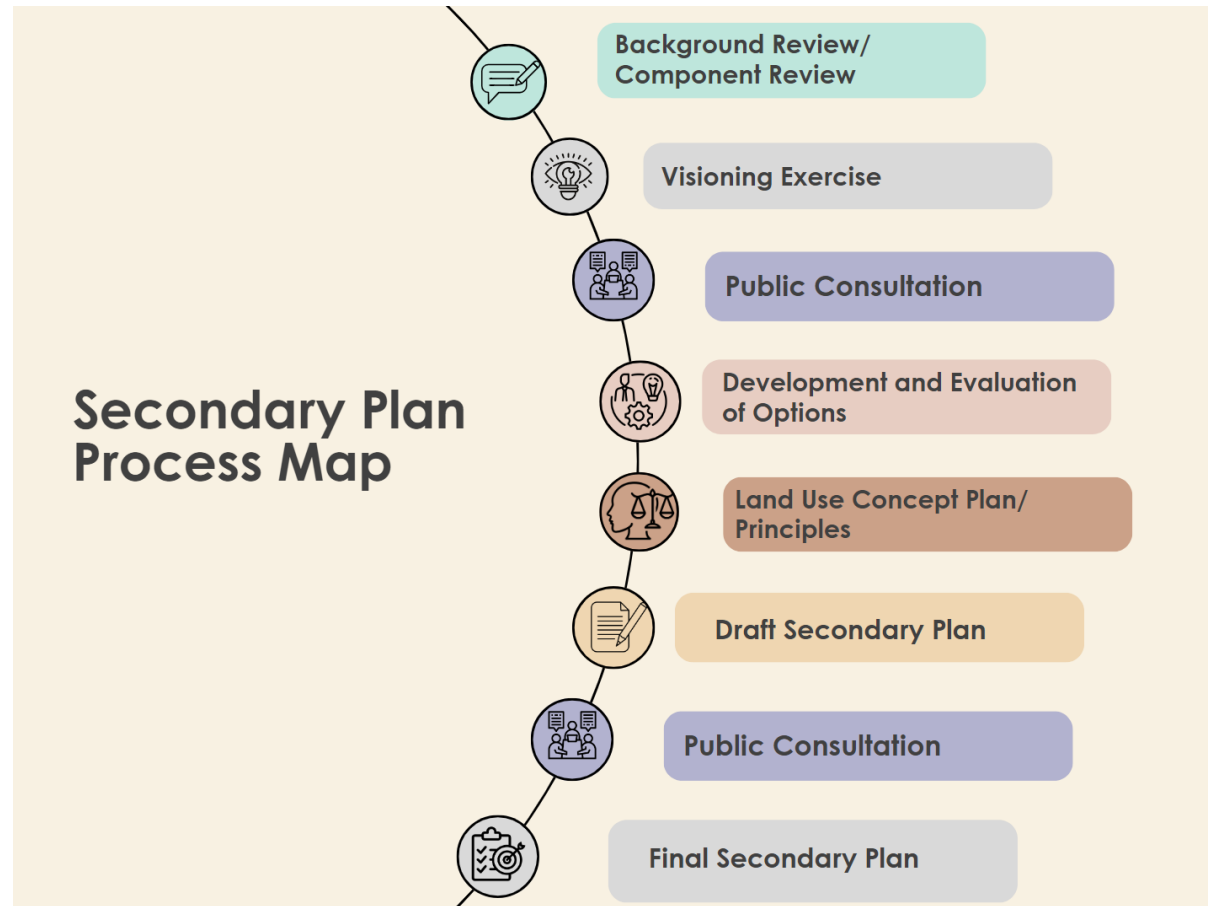 Background Review/
Component Review
Visioning Exercise
Public Consultation
Development and Evaluation
of Options
Secondary Plan
Process Map
Land Use Concept Plan/
Principles
Draft Secondary Plan
Public Consultation
Final Secondary Plan